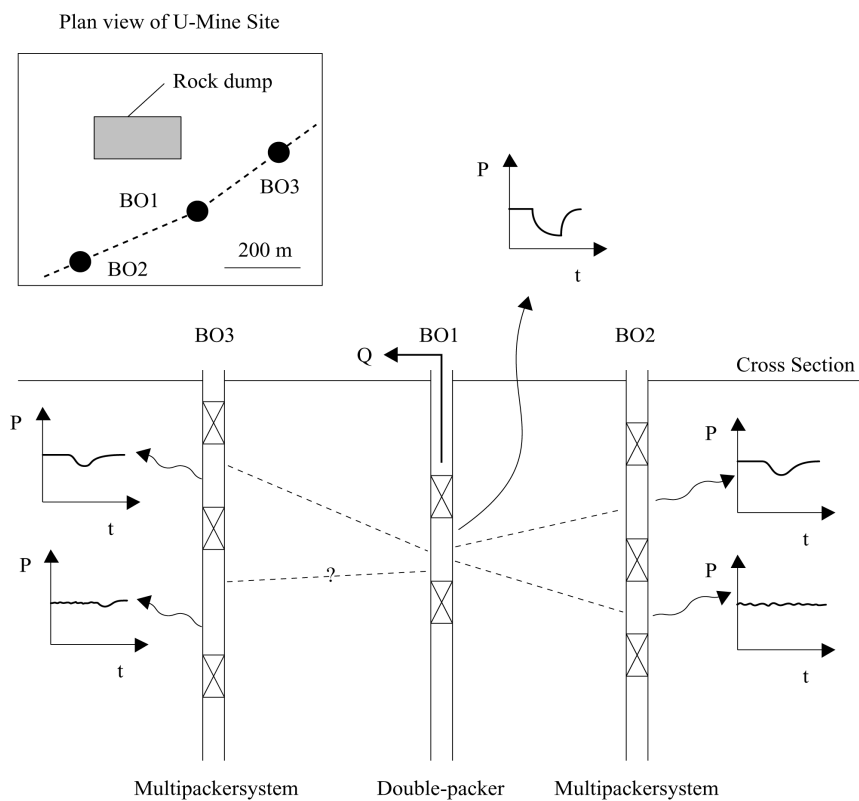 Plan view of U-Mine Site
Rock dump
BO1
BO3
BO2
200 m
P
t
BO3
BO1
BO2
Q
Cross Section
P
t
P
t
P
t
P
t
?
Multipackersystem
Double-packer
Multipackersystem